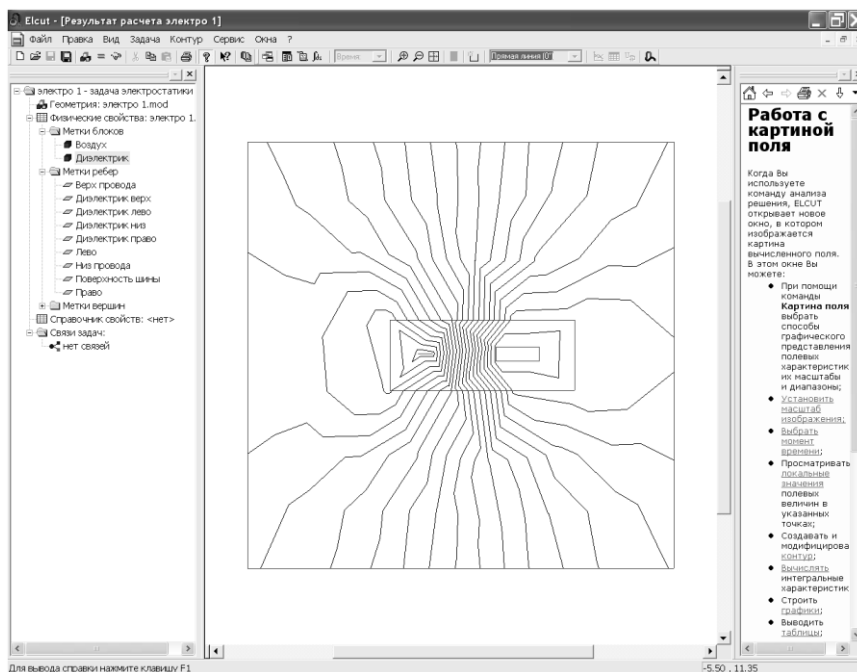 Elcut - [Результат расчета электро 1]
Файл Правка Вид Задача Контур Сервис Окна ?
Время:
Прямая линия (0°)
электро 1 - задача электростатики
Геометрия: электро 1.mod
Физические свойства: электро 1.
Метки блоков
Воздух
Диэлектрик
Метки ребер
Верх провода
Диэлектрик верх
Диэлектрик лево
Диэлектрик низ
Диэлектрик право
Лево
Низ провода
Поверхность шины
Право
Метки вершин
Справочник свойств: <нет>
Связи задач:
нет связей
Работа с
картиной
поля
Когда Вы
используете
команду анализа
решения, ELCUT
открывает новое
окно, в котором
изображается
картина
вычисленного поля.
В этом окне Вы
можете:
При помощи
команды
Картина поля
выбрать
способы
графического
представления
полевых
характеристик
их масштабы
и диапазоны;
Установить
масштаб
изображения;
Выбрать
момент
времени;
Просматривать
локальные
значения
полевых
величин в
указанных
точках;
Создавать и
модифицирова
контур;
Вычислять
интегральные
характеристик
Строить
графики;
Выводить
таблицы;
Для вывода справки нажмите клавишу F1
-5.50 , 11.35